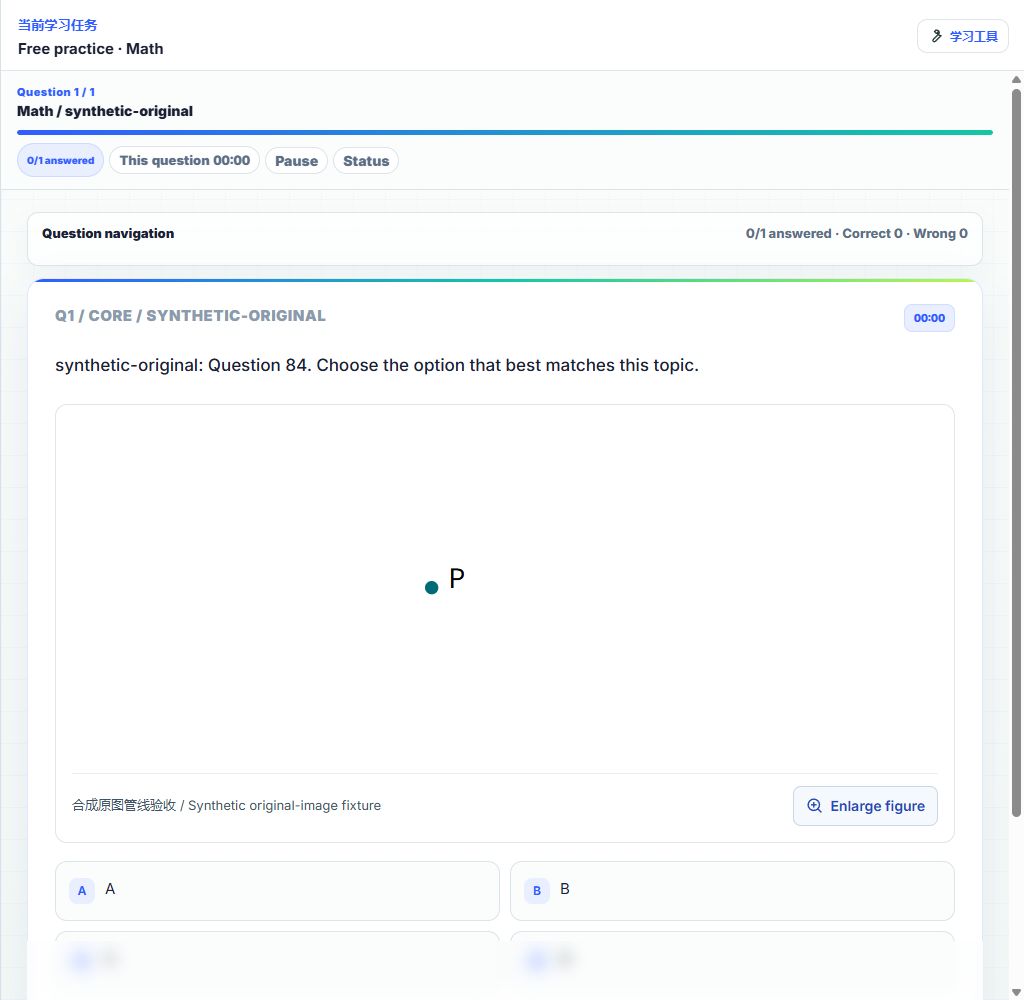 当前学习任务
Free practice · Math
学习工具
Question 1 / 1
Math / synthetic-original
0/1 answered
This question 00:00
Pause
Status
Question navigation
0/1 answered · Correct 0 · Wrong 0
Q1 / CORE / SYNTHETIC-ORIGINAL
00:00
synthetic-original: Question 84. Choose the option that best matches this topic.
P
合成原图管线验收 / Synthetic original-image fixture
Enlarge figure
A A
B B